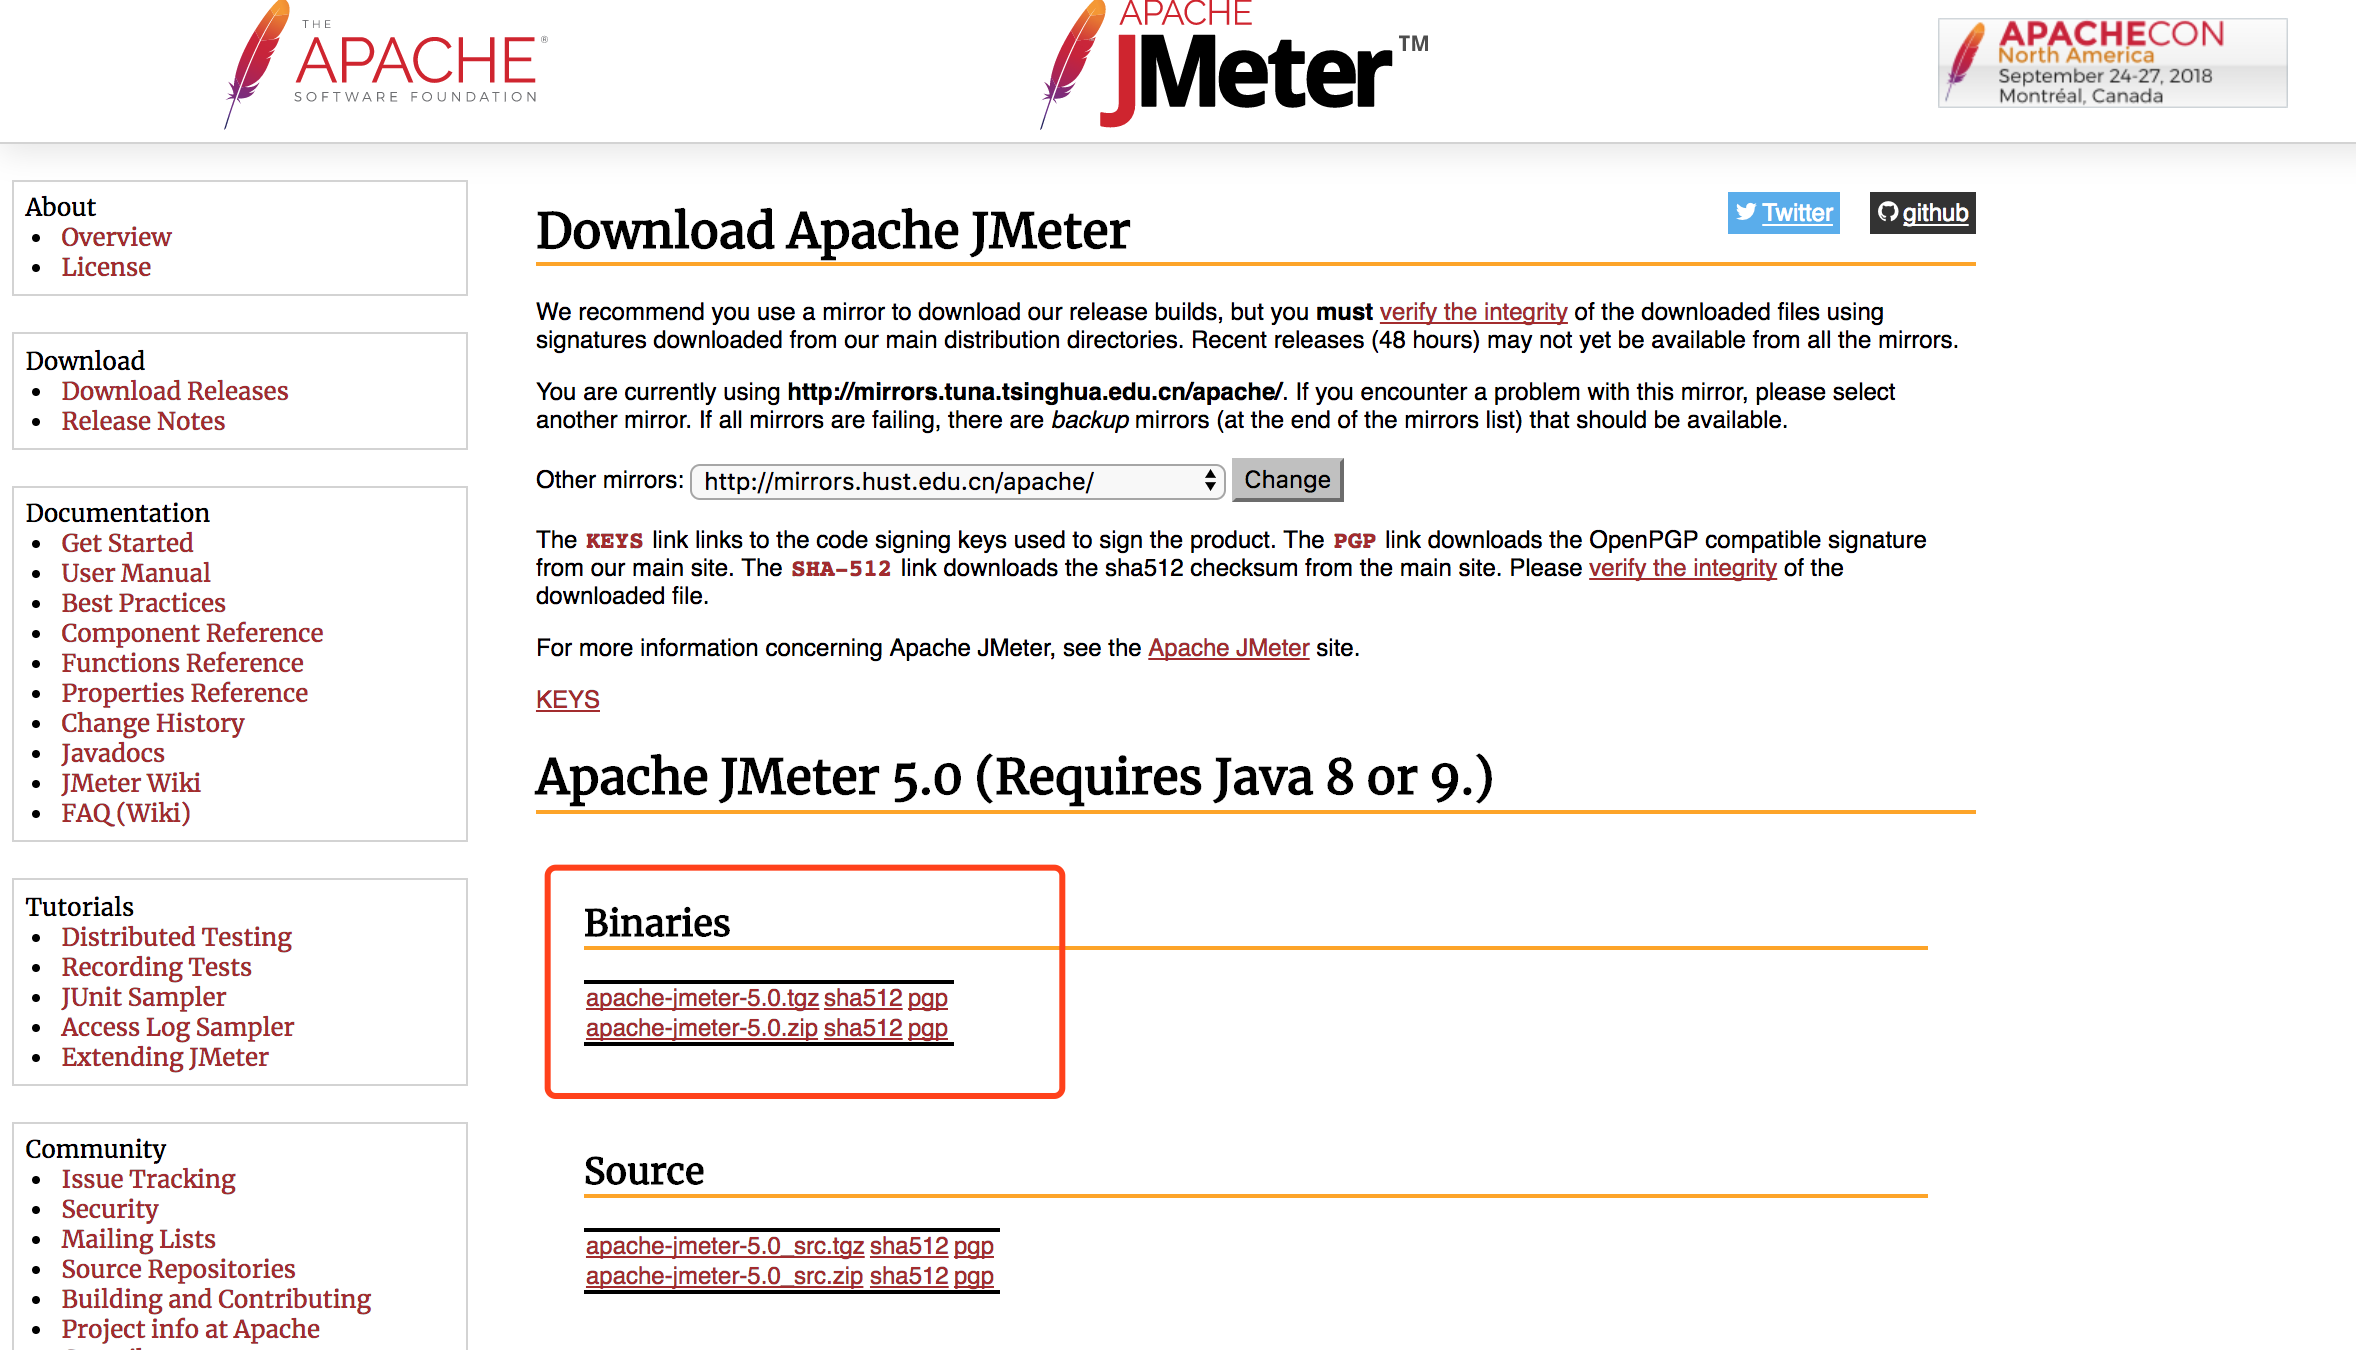 THE
APACHE®
SOFTWARE FOUNDATION
APACHE
JMeter™
APACHECON
North America
September 24-27, 2018
Montréal, Canada
About
Overview
License
Download
Download Releases
Release Notes
Documentation
Get Started
User Manual
Best Practices
Component Reference
Functions Reference
Properties Reference
Change History
Javadocs
JMeter Wiki
FAQ (Wiki)
Tutorials
Distributed Testing
Recording Tests
JUnit Sampler
Access Log Sampler
Extending JMeter
Community
Issue Tracking
Security
Mailing Lists
Source Repositories
Building and Contributing
Project info at Apache
Twitter
github
Download Apache JMeter
We recommend you use a mirror to download our release builds, but you must verify the integrity of the downloaded files using
signatures downloaded from our main distribution directories. Recent releases (48 hours) may not yet be available from all the mirrors.
You are currently using http://mirrors.tuna.tsinghua.edu.cn/apache/. If you encounter a problem with this mirror, please select
another mirror. If all mirrors are failing, there are backup mirrors (at the end of the mirrors list) that should be available.
Other mirrors: http://mirrors.hust.edu.cn/apache/ Change
The KEYS link links to the code signing keys used to sign the product. The PGP link downloads the OpenPGP compatible signature
from our main site. The SHA-512 link downloads the sha512 checksum from the main site. Please verify the integrity of the
downloaded file.
For more information concerning Apache JMeter, see the Apache JMeter site.
KEYS
Apache JMeter 5.0 (Requires Java 8 or 9.)
Binaries
apache-jmeter-5.0.tgz sha512 pgp
apache-jmeter-5.0.zip sha512 pgp
Source
apache-jmeter-5.0_src.tgz sha512 pgp
apache-jmeter-5.0_src.zip sha512 pgp